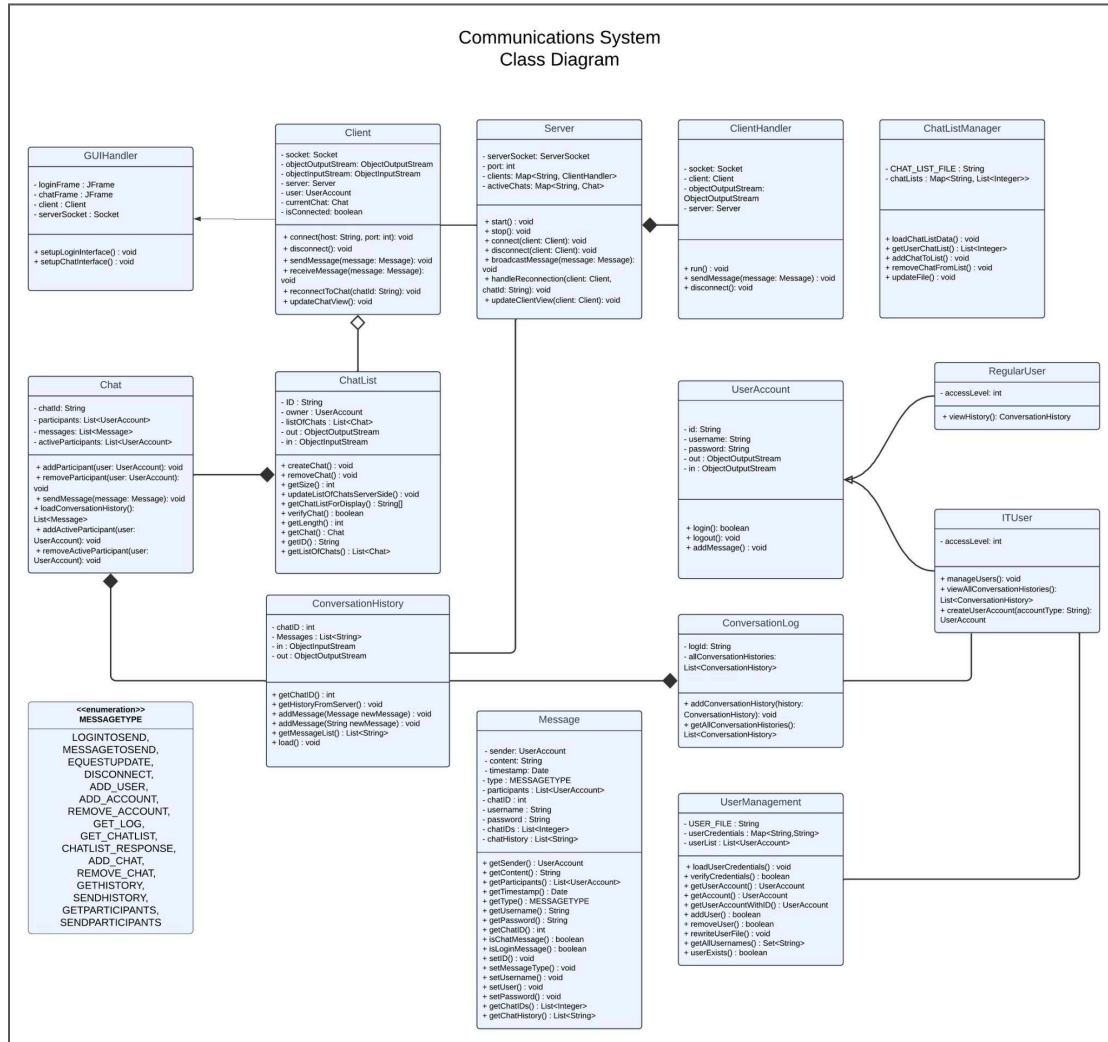 Communications System
Class Diagram
GUIHandler
- loginFrame : JFrame
- chatFrame : JFrame
- client : Client
- serverSocket : Socket
+ setupLoginInterface() : void
+ setupChatInterface() : void
Client
- socket: Socket
- objectOutputStream: ObjectOutputStream
- objectInputStream: ObjectInputStream
- server: Server
- user: UserAccount
- currentChat: Chat
- isConnected: boolean
+ connect(host: String, port: int): void
+ disconnect(): void
+ sendMessage(message: Message): void
+ receiveMessage(message: Message):
void
+ reconnectToChat(chatId: String): void
+ updateChatView(): void
Server
- serverSocket: ServerSocket
- port: int
- clients: Map<String, ClientHandler>
- activeChats: Map<String, Chat>
+ start() : void
+ stop(): void
+ connect(client: Client): void
+ disconnect(client: Client): void
+ broadcastMessage(message: Message):
void
+ handleReconnection(client: Client,
chatId: String): void
+ updateClientView(client: Client): void
ClientHandler
- socket: Socket
- client: Client
- objectOutputStream:
ObjectOutputStream
- server: Server
+ run() : void
+ sendMessage(message: Message) : void
+ disconnect(): void
ChatListManager
- CHAT_LIST_FILE : String
- chatLists : Map<String, List<Integer>>
+ loadChatListData() : void
+ getUserChatList() : List<Integer>
+ addChatToList() : void
+ removeChatFromList() : void
+ updateFile() : void
Chat
- chatId: String
- participants: List<UserAccount>
- messages: List<Message>
- activeParticipants: List<UserAccount>
+ addParticipant(user: UserAccount): void
+ removeParticipant(user: UserAccount):
void
+ sendMessage(message: Message): void
+ loadConversationHistory():
List<Message>
+ addActiveParticipant(user:
UserAccount): void
+ removeActiveParticipant(user:
UserAccount): void
ChatList
- ID : String
- owner : UserAccount
- listOfChats : List<Chat>
- out : ObjectOutputStream
- in : ObjectInputStream
+ createChat() : void
+ removeChat() : void
+ getSize() : int
+ updateListOfChatsServerSide() : void
+ getChatListForDisplay() : String[]
+ verifyChat() : boolean
+ getLength() : int
+ getChat() : Chat
+ getID() : String
+ getListOfChats() : List<Chat>
UserAccount
- id: String
- username: String
- password: String
- out : ObjectOutputStream
- in : ObjectOutputStream
+ login(): boolean
+ logout(): void
+ addMessage() : void
RegularUser
- accessLevel: int
+ viewHistory(): ConversationHistory
ITUser
- accessLevel: int
+ manageUsers(): void
+ viewAllConversationHistories():
List<ConversationHistory>
+ createUserAccount(accountType: String):
UserAccount
ConversationHistory
- chatID : int
- Messages : List<String>
- in : ObjectInputStream
- out : ObjectOutputStream
+ getChatID() : int
+ getHistoryFromServer() : void
+ addMessage(Message newMessage) : void
+ addMessage(String newMessage) : void
+ getMessageList() : List<String>
+ load() : void
ConversationLog
- logId: String
- allConversationHistories:
List<ConversationHistory>
+ addConversationHistory(history:
ConversationHistory): void
+ getAllConversationHistories():
List<ConversationHistory>
<<enumeration>>
MESSAGETYPE
LOGINTOSEND,
MESSAGETOSEND,
EQUESTUPDATE,
DISCONNECT,
ADD_USER,
ADD_ACCOUNT,
REMOVE_ACCOUNT,
GET_LOG,
GET_CHATLIST,
CHATLIST_RESPONSE,
ADD_CHAT,
REMOVE_CHAT,
GETHISTORY,
SENDHISTORY,
GETPARTICIPANTS,
SENDPARTICIPANTS
Message
- sender: UserAccount
- content: String
- timestamp: Date
- type : MESSAGETYPE
- participants : List<UserAccount>
- chatID : int
- username : String
- password : String
- chatIDs : List<Integer>
- chatHistory : List<String>
+ getSender() : UserAccount
+ getContent() : String
+ getParticipants() : List<UserAccount>
+ getTimestamp() : Date
+ getType() : MESSAGETYPE
+ getUsername() : String
+ getPassword() : String
+ getChatID() : int
+ isChatMessage() : boolean
+ isLoginMessage() : boolean
+ setID() : void
+ setMessageType() : void
+ setUsername() : void
+ setUser() : void
+ setPassword() : void
+ getChatIDs() : List<Integer>
+ getChatHistory() : List<String>
UserManagement
- USER_FILE : String
- userCredentials : Map<String,String>
- userList : List<UserAccount>
+ loadUserCredentials() : void
+ verifyCredentials() : boolean
+ getUserAccount() : UserAccount
+ getAccount() : UserAccount
+ getUserAccountWithID() : UserAccount
+ addUser() : boolean
+ removeUser() : boolean
+ rewriteUserFile() : void
+ getAllUsernames() : Set<String>
+ userExists() : boolean